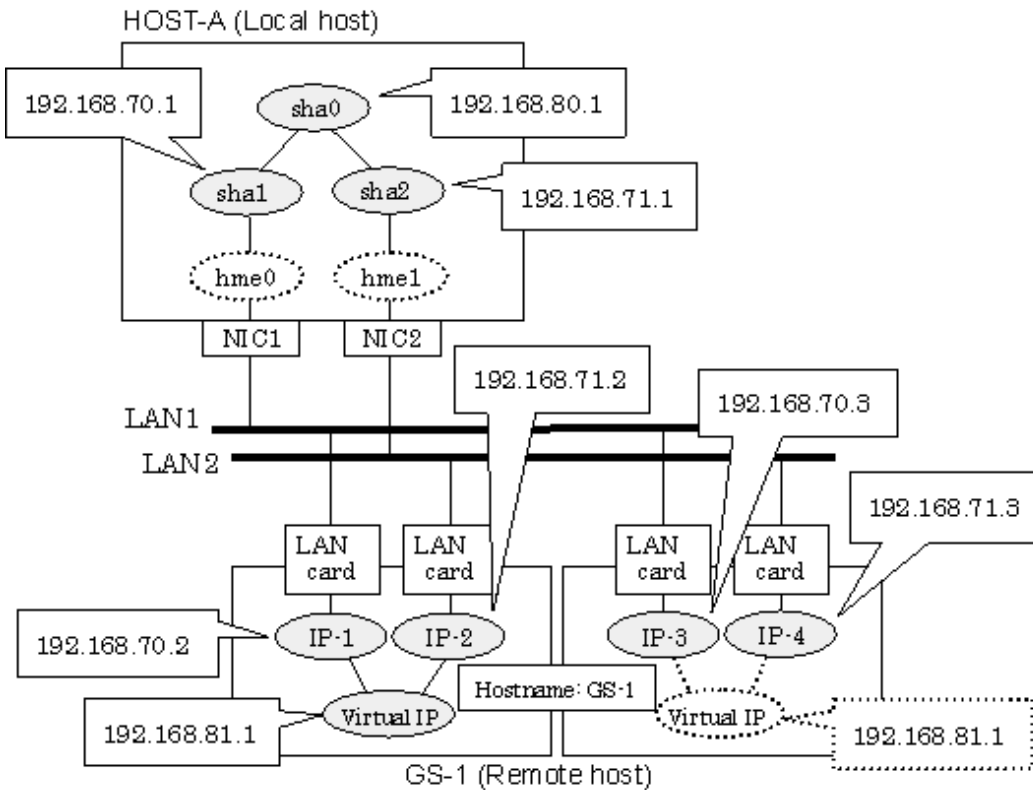 HOST-A (Local host)
192.168.70.1
sha0
192.168.80.1
sha1
sha2
192.168.71.1
hme0
hme1
NIC1
NIC2
192.168.71.2
192.168.70.3
LAN1
LAN2
192.168.71.3
LAN
card
LAN
card
LAN
card
LAN
card
192.168.70.2
IP-1
IP-2
IP-3
IP-4
Hostname: GS-1
192.168.81.1
Virtual IP
Virtual IP
192.168.81.1
GS-1 (Remote host)